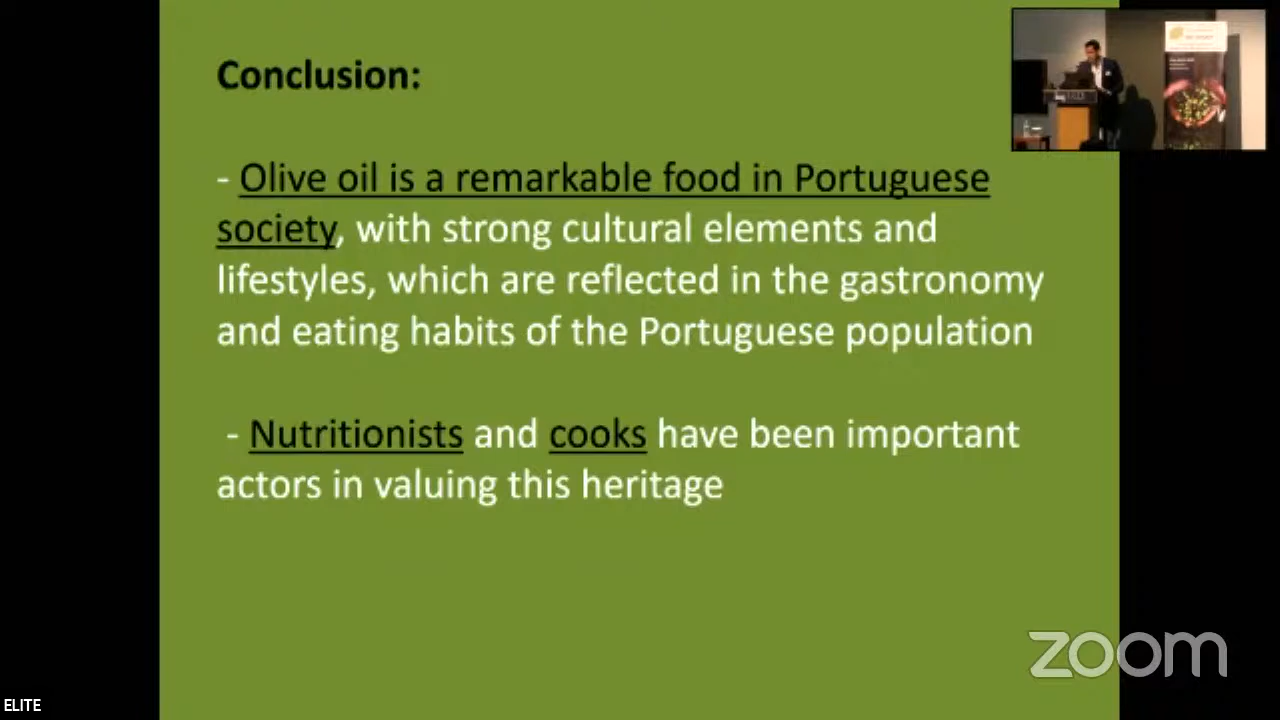 Conclusion:
- Olive oil is a remarkable food in Portuguese
society, with strong cultural elements and
lifestyles, which are reflected in the gastronomy
and eating habits of the Portuguese population
- Nutritionists and cooks have been important
actors in valuing this heritage
zoom
ELITE